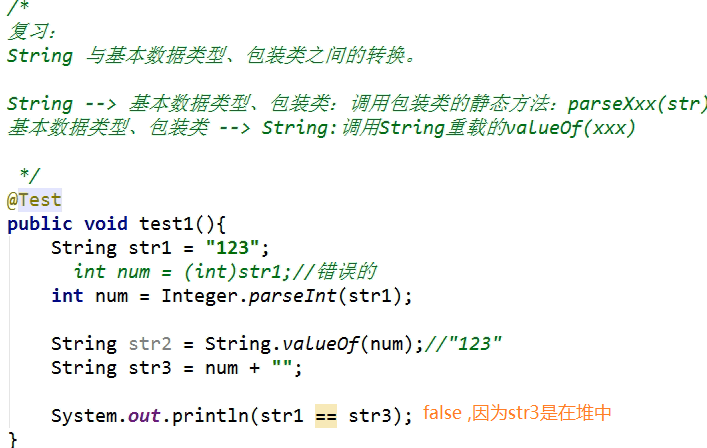 /*
复习：
String 与基本数据类型、包装类之间的转换。
String --> 基本数据类型、包装类：调用包装类的静态方法：parseXxx(str)
基本数据类型、包装类 --> String:调用String重载的valueOf(xxx)
*/
@Test
public void test1(){
String str1 = "123";
int num = (int)str1;//错误的
int num = Integer.parseInt(str1);
String str2 = String.valueOf(num);//"123"
String str3 = num + "";
System.out.println(str1 == str3); false ,因为str3是在堆中
}